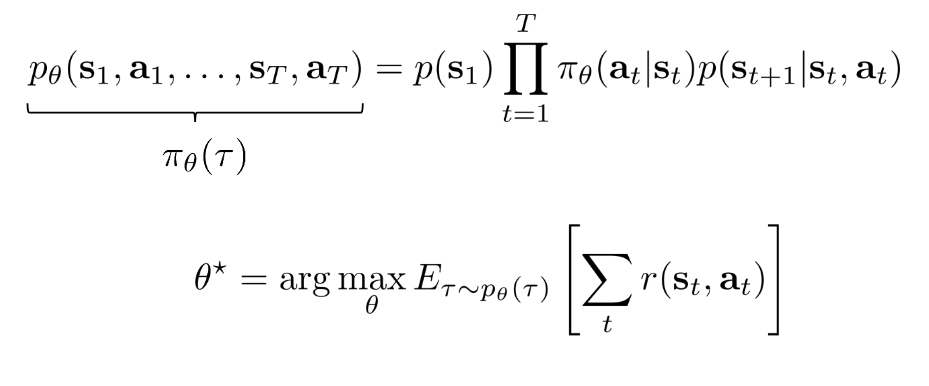 p_θ(s_1, a_1, …, s_T, a_T) = p(s_1) ∏_{t=1}^{T} π_θ(a_t|s_t)p(s_{t+1}|s_t, a_t)
π_θ(τ)
θ^⋆ = arg max_θ E_{τ∼p_θ(τ)} [∑_t r(s_t, a_t)]